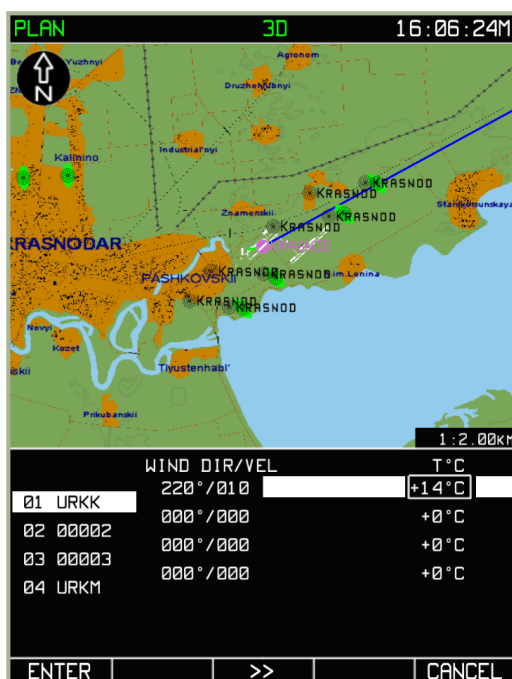 PLAN 3D 16:06:24M
Yuzhnyi
Agronom
Druzhelyubnyi
N
Industrial'nyi
Kalinino
KRASNOD
KRASNOD
Starokorsunskaya
Znamenskii
KRASNOD
KRASNOD
KRASNODAR
PASHKOVSKII
KRASNOD
KRASNOD
Im.Lenina
KRASNOD
Novyi
Kozet
Tlyustenhabl'
skii
Prikubanskii
1:2.00KM
WIND DIR/VEL T°C
01 URKK 220°/010 +14°C
02 00002 000°/000 +0°C
03 00003 000°/000 +0°C
04 URKM 000°/000 +0°C
ENTER >> CANCEL